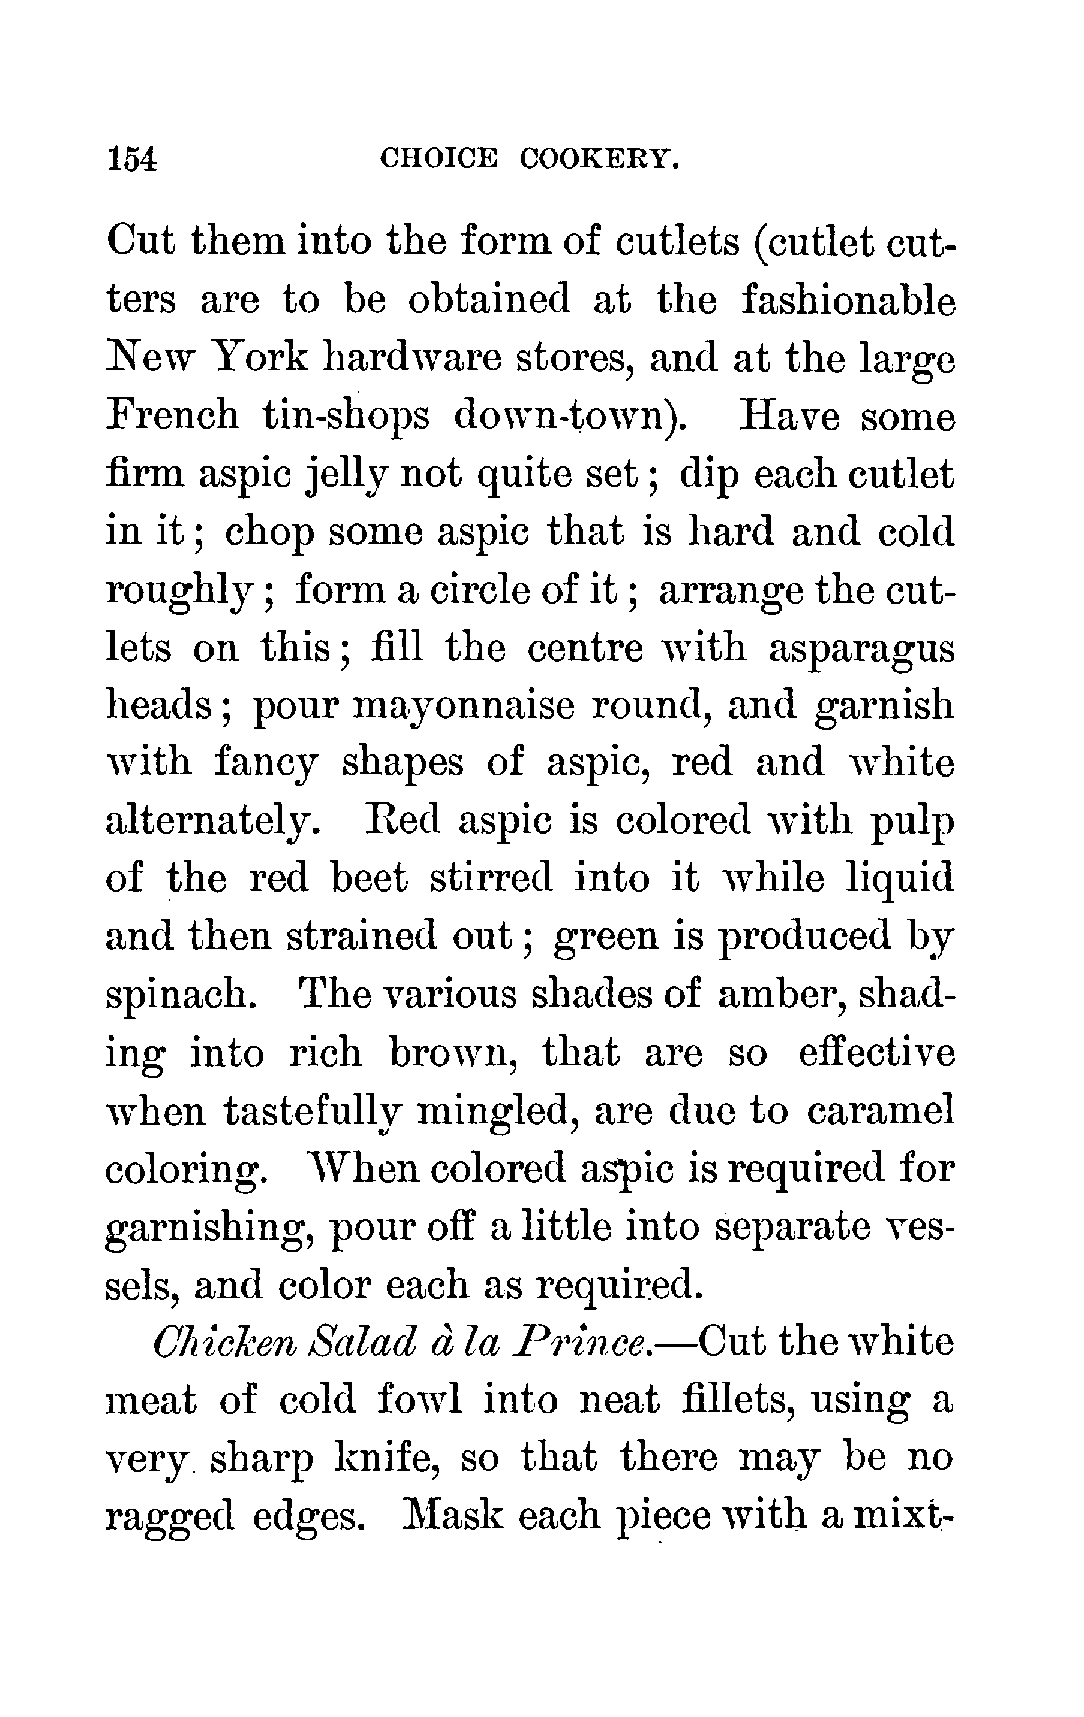 154 CHOICE COOKERY.
Cut them into the form of cutlets (cutlet cut-
ters are to be obtained at the fashionable
New York hardware stores, and at the large
French tin-shops down-town). Have some
firm aspic jelly not quite set; dip each cutlet
in it; chop some aspic that is hard and cold
roughly; form a circle of it; arrange the cut-
lets on this; fill the centre with asparagus
heads; pour mayonnaise round, and garnish
with fancy shapes of aspic, red and white
alternately. Red aspic is colored with pulp
of the red beet stirred into it while liquid
and then strained out; green is produced by
spinach. The various shades of amber, shad-
ing into rich brown, that are so effective
when tastefully mingled, are due to caramel
coloring. When colored aspic is required for
garnishing, pour off a little into separate ves-
sels, and color each as required.
Chicken Salad à la Prince.—Cut the white
meat of cold fowl into neat fillets, using a
very sharp knife, so that there may be no
ragged edges. Mask each piece with a mixt-